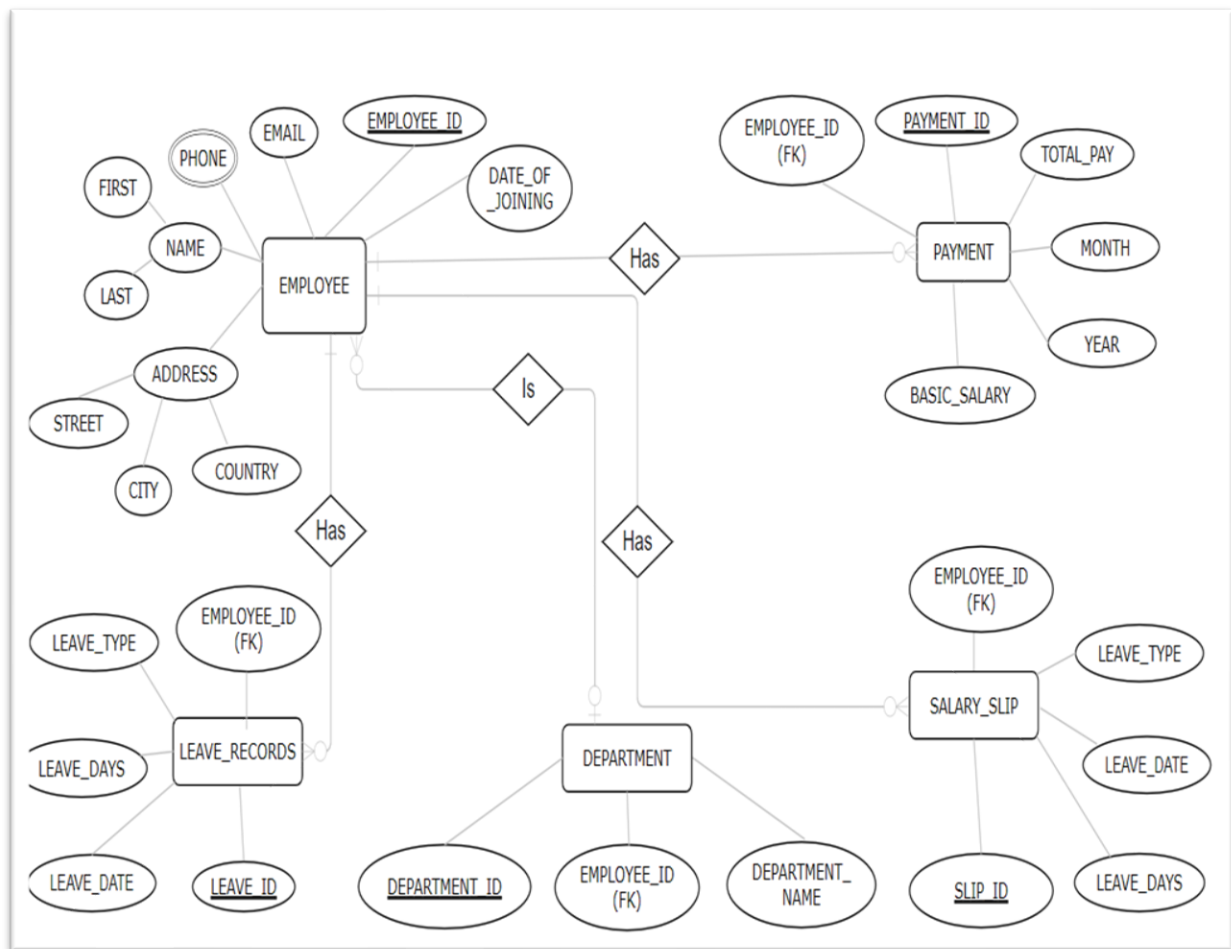 EMPLOYEE_ID
EMAIL
PHONE
FIRST
NAME
LAST
DATE_OF
_JOINING
EMPLOYEE
ADDRESS
STREET
CITY
COUNTRY
EMPLOYEE_ID
(FK)
PAYMENT_ID
TOTAL_PAY
MONTH
YEAR
BASIC_SALARY
PAYMENT
Has
Is
Has
Has
EMPLOYEE_ID
(FK)
LEAVE_TYPE
LEAVE_RECORDS
LEAVE_DAYS
LEAVE_DATE
LEAVE_ID
DEPARTMENT
DEPARTMENT_ID
EMPLOYEE_ID
(FK)
DEPARTMENT_
NAME
EMPLOYEE_ID
(FK)
LEAVE_TYPE
SALARY_SLIP
LEAVE_DATE
LEAVE_DAYS
SLIP_ID